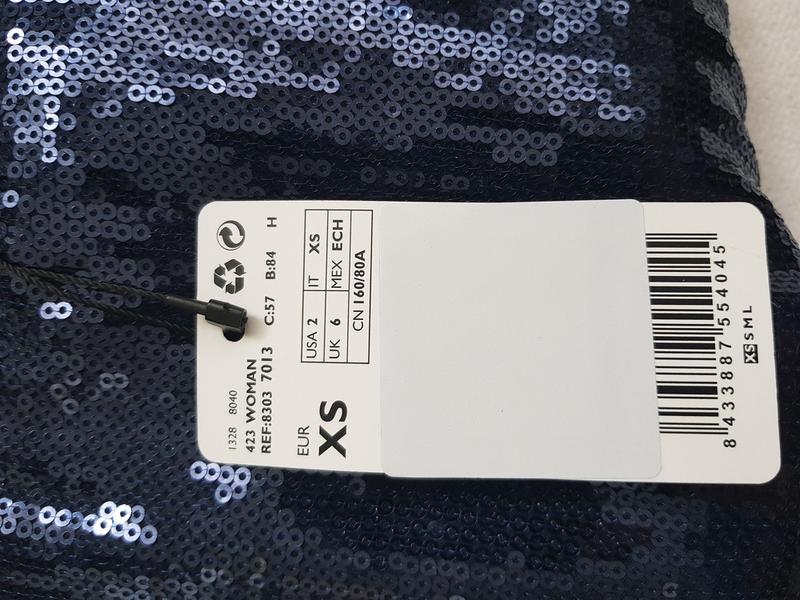 1328 8040
423 WOMAN
REF:8303 7013 C:57 B:84 H
EUR
XS
USA 2 IT XS
UK 6 MEX ECH
CN 160/80A
8 433887 554045
XS S M L